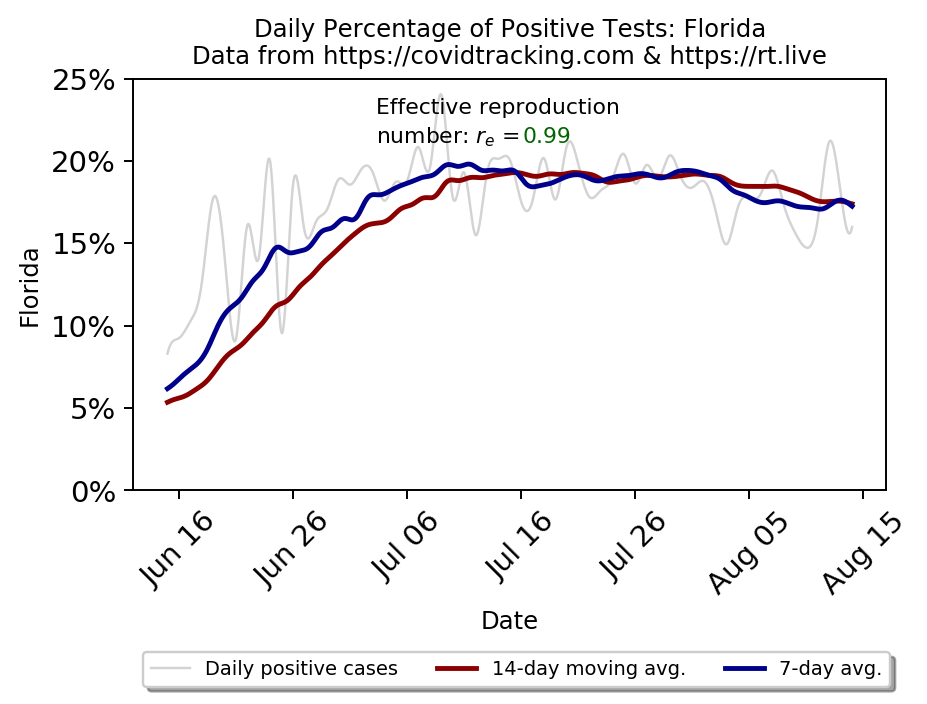 Daily Percentage of Positive Tests: Florida
Data from https://covidtracking.com & https://rt.live
25%
Effective reproduction
number: rₑ =0.99
20%
15%
10%
5%
0%
Florida
Jun 16
Jun 26
Jul 06
Jul 16
Jul 26
Aug 05
Aug 15
Date
Daily positive cases
14-day moving avg.
7-day avg.